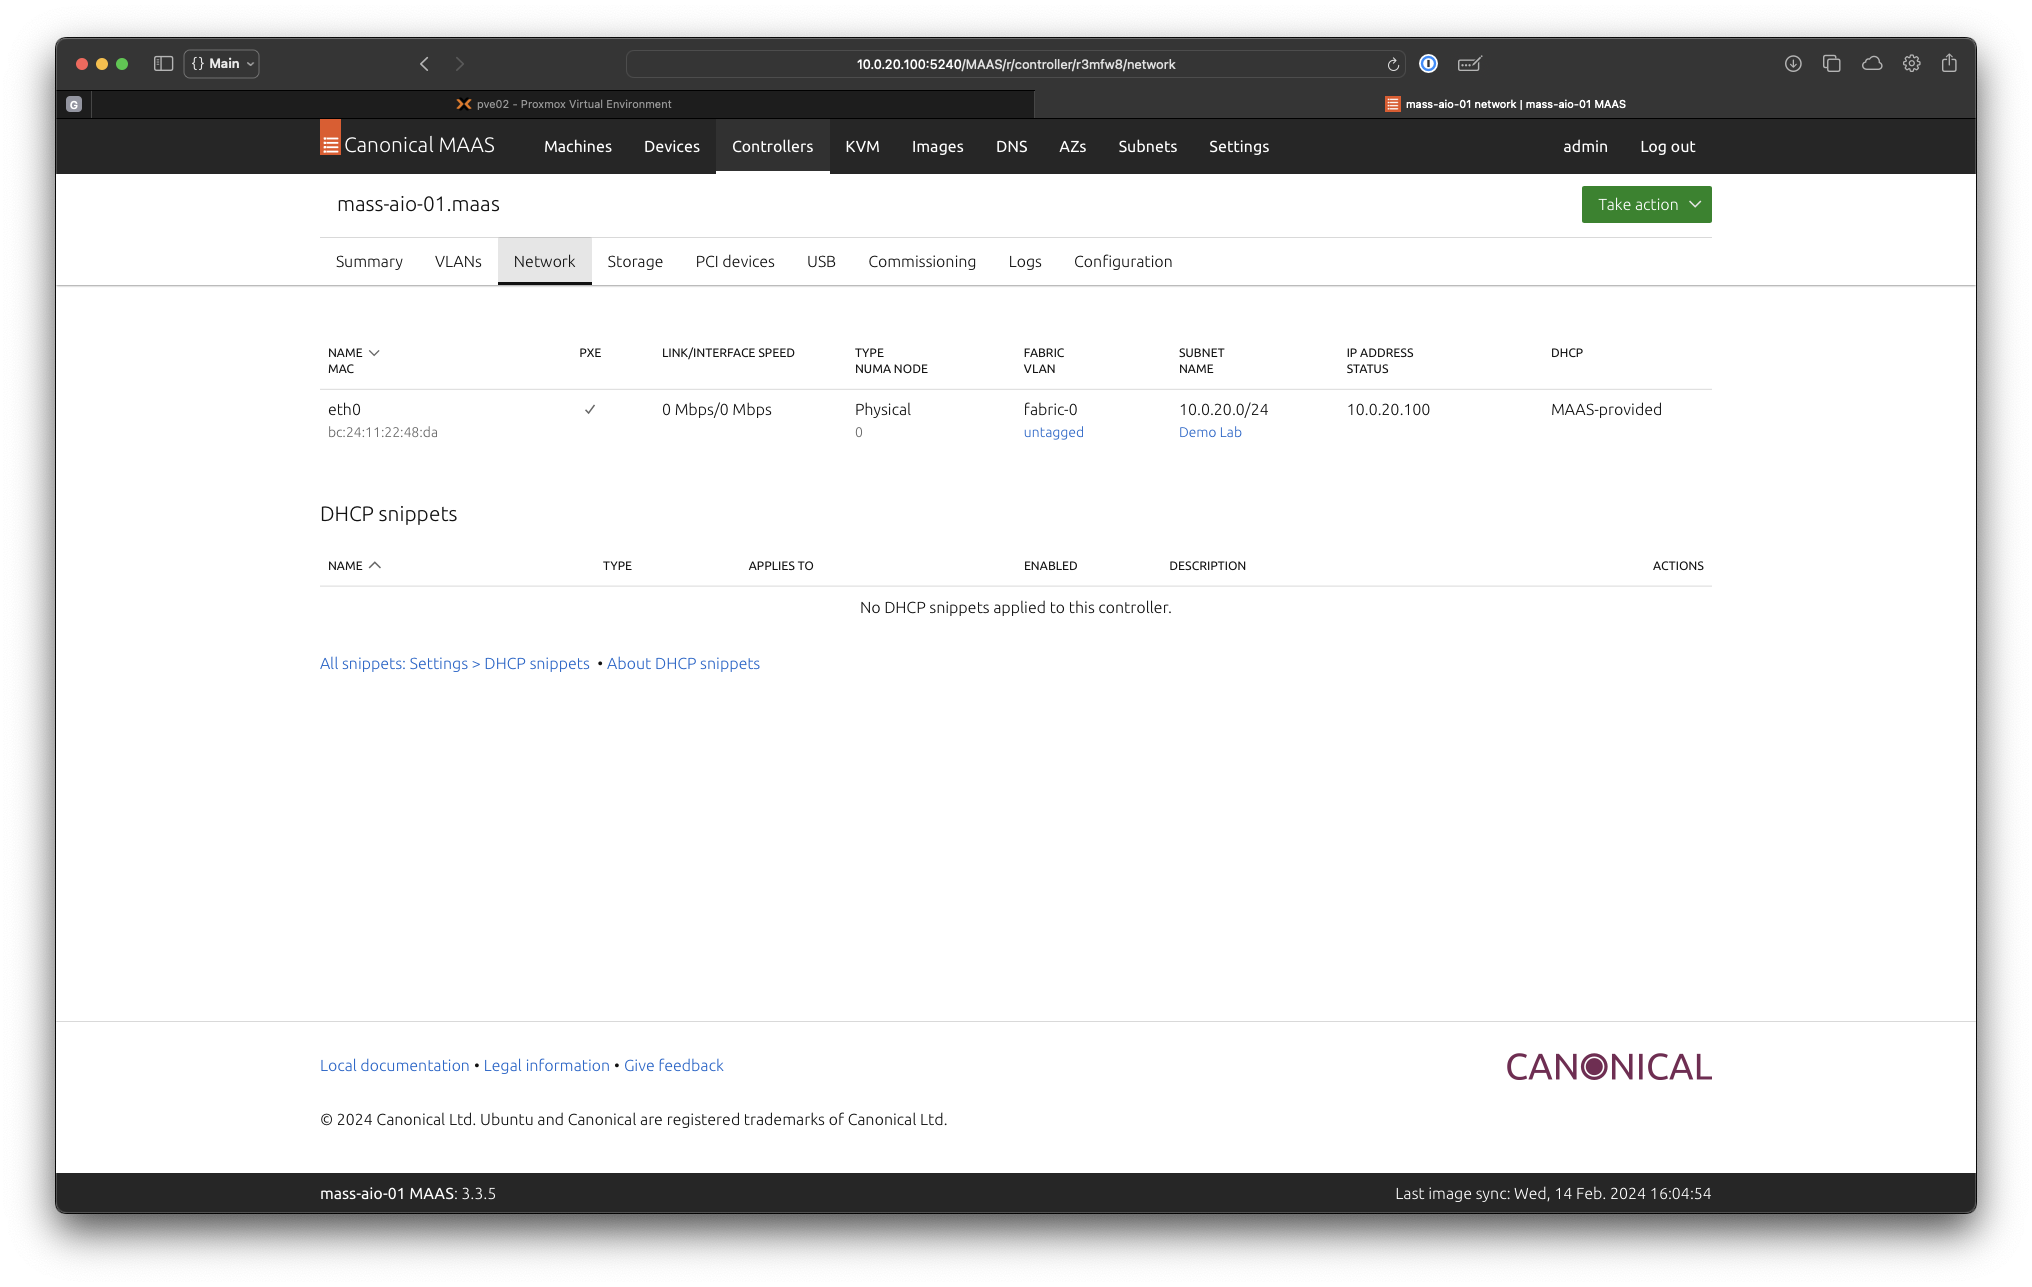 {} Main
10.0.20.100:5240/MAAS/r/controller/r3mfw8/network
G
pve02 - Proxmox Virtual Environment
mass-aio-01 network | mass-aio-01 MAAS
Canonical MAAS
Machines Devices Controllers KVM Images DNS AZs Subnets Settings admin Log out
mass-aio-01.maas
Take action
Summary VLANs Network Storage PCI devices USB Commissioning Logs Configuration
NAME PXE LINK/INTERFACE SPEED TYPE FABRIC SUBNET IP ADDRESS DHCP
MAC NUMA NODE VLAN NAME STATUS
eth0 0 Mbps/0 Mbps Physical fabric-0 10.0.20.0/24 10.0.20.100 MAAS-provided
bc:24:11:22:48:da 0 untagged Demo Lab
DHCP snippets
NAME TYPE APPLIES TO ENABLED DESCRIPTION ACTIONS
No DHCP snippets applied to this controller.
All snippets: Settings > DHCP snippets • About DHCP snippets
Local documentation • Legal information • Give feedback
CANONICAL
© 2024 Canonical Ltd. Ubuntu and Canonical are registered trademarks of Canonical Ltd.
mass-aio-01 MAAS: 3.3.5
Last image sync: Wed, 14 Feb. 2024 16:04:54